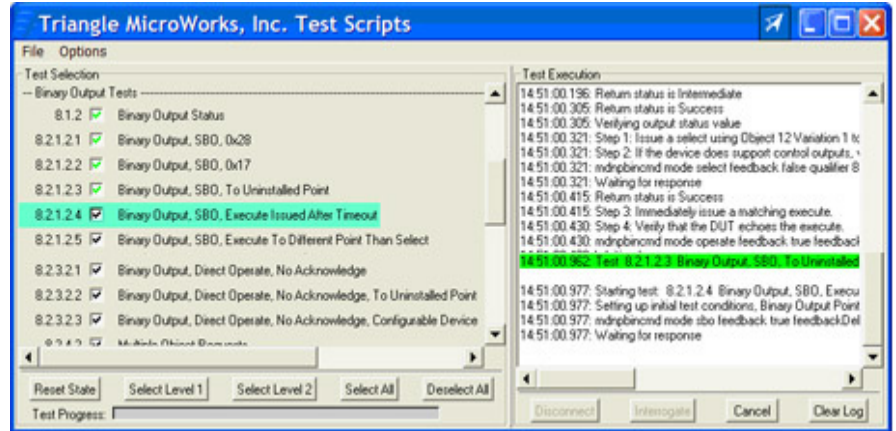 Triangle MicroWorks, Inc. Test Scripts
File Options
Test Selection
Binary Output Tests
8.1.2 Binary Output Status
8.2.1.2.1 Binary Output, SBO, 0x28
8.2.1.2.2 Binary Output, SBO, 0x17
8.2.1.2.3 Binary Output, SBO, To Uninstalled Point
8.2.1.2.4 Binary Output, SBO, Execute Issued After Timeout
8.2.1.2.5 Binary Output, SBO, Execute To Different Point Than Select
8.2.3.2.1 Binary Output, Direct Operate, No Acknowledge
8.2.3.2.2 Binary Output, Direct Operate, No Acknowledge, To Uninstalled Point
8.2.3.2.3 Binary Output, Direct Operate, No Acknowledge, Configurable Device
8.2.4.2 Multiple Object Requests
Reset State Select Level 1 Select Level 2 Select All Deselect All
Test Progress:
Test Execution
14:51:00.196: Return status is Intermediate
14:51:00.305: Return status is Success
14:51:00.305: Verifying output status value
14:51:00.321: Step 1: Issue a select using Object 12 Variation 1 to
14:51:00.321: Step 2: If the device does support control outputs,
14:51:00.321: mdnpbincmd mode select feedback false qualifier 8
14:51:00.321: Waiting for response
14:51:00.415: Return status is Success
14:51:00.415: Step 3: Immediately issue a matching execute.
14:51:00.430: Step 4: Verify that the DUT echoes the execute.
14:51:00.430: mdnpbincmd mode operate feedback true feedback
14:51:00.962: Test 8.2.1.2.3 Binary Output, SBO, To Uninstalled
14:51:00.977: Starting test: 8.2.1.2.4 Binary Output, SBO, Execu
14:51:00.977: Setting up initial test conditions, Binary Output Point
14:51:00.977: mdnpbincmd mode sbo feedback true feedbackDel
14:51:00.977: Waiting for response
Disconnect Interrogate Cancel Clear Log